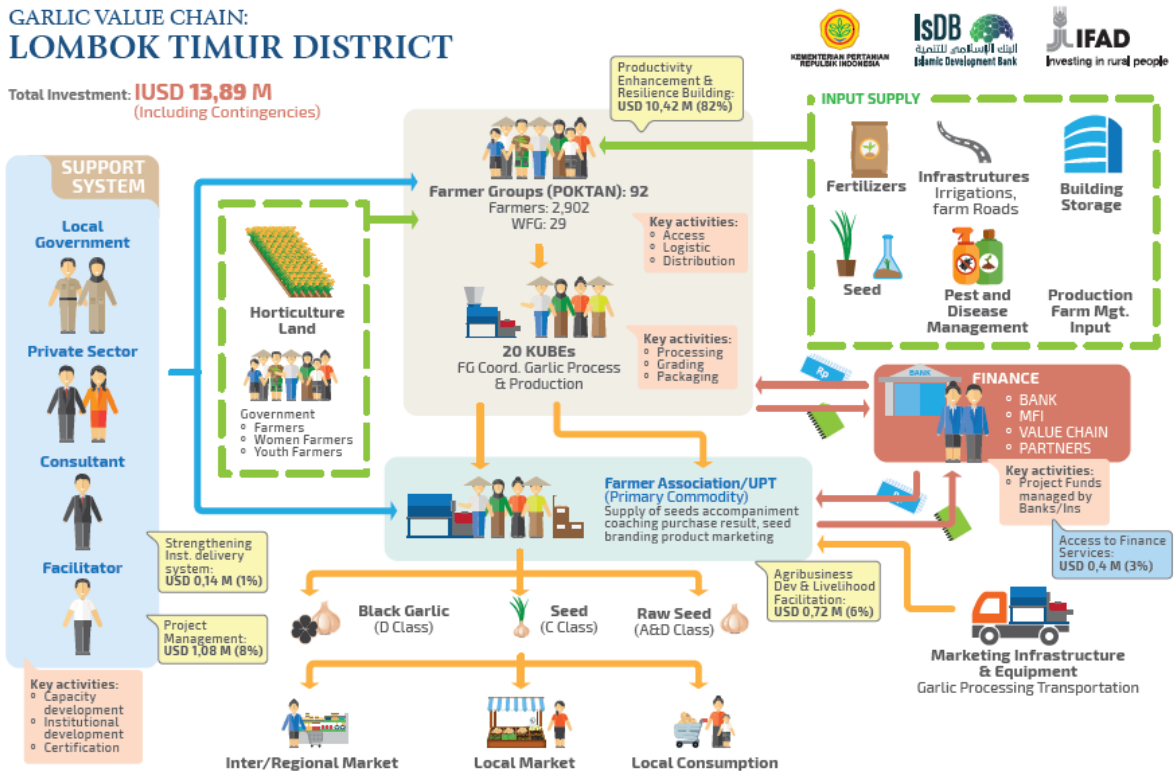 GARLIC VALUE CHAIN:
LOMBOK TIMUR DISTRICT
Total Investment: IUSD 13,89 M
(Including Contingencies)
KEMENTERIAN PERTANIAN
REPULBIK INDONESIA
IsDB
البنك الإسلامي للتنمية
Islamic Development Bank
JLIFAD
Investing in rural people
Productivity
Enhancement &
Resilience Building:
USD 10,42 M (82%)
INPUT SUPPLY
Fertilizers
Infrastrutures
Irrigations,
farm Roads
Building
Storage
Seed
Pest and
Disease
Management
Production
Farm Mgt.
Input
SUPPORT
SYSTEM
Local
Government
Private Sector
Consultant
Facilitator
Key activities:
Capacity
development
Institutional
development
Certification
Strengthening
Inst. delivery
system:
USD 0,14 M (1%)
Project
Management:
USD 1,08 M (8%)
Horticulture
Land
Government
Farmers
Women Farmers
Youth Farmers
Farmer Groups (POKTAN): 92
Farmers: 2,902
WFG: 29
Key activities:
Access
Logistic
Distribution
20 KUBEs
FG Coord. Garlic Process
& Production
Key activities:
Processing
Grading
Packaging
Rp
BANK
FINANCE
BANK
MFI
VALUE CHAIN
PARTNERS
Key activities:
Project Funds
managed by
Banks/Ins
Access to Finance
Services:
USD 0,4 M (3%)
Farmer Association/UPT
(Primary Commodity)
Supply of seeds accompaniment
coaching purchase result, seed
branding product marketing
Agribusiness
Dev & Livelihood
Facilitation:
USD 0,72 M (6%)
Black Garlic
(D Class)
Seed
(C Class)
Raw Seed
(A&D Class)
Marketing Infrastructure
& Equipment
Garlic Processing Transportation
Inter/Regional Market
Local Market
Local Consumption